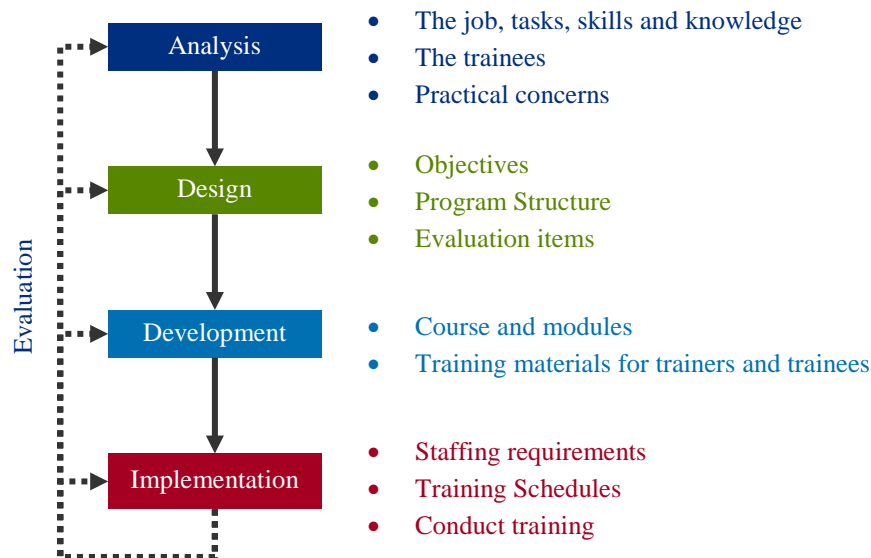 Analysis
• The job, tasks, skills and knowledge
• The trainees
• Practical concerns
Design
• Objectives
• Program Structure
• Evaluation items
Evaluation
Development
• Course and modules
• Training materials for trainers and trainees
Implementation
• Staffing requirements
• Training Schedules
• Conduct training